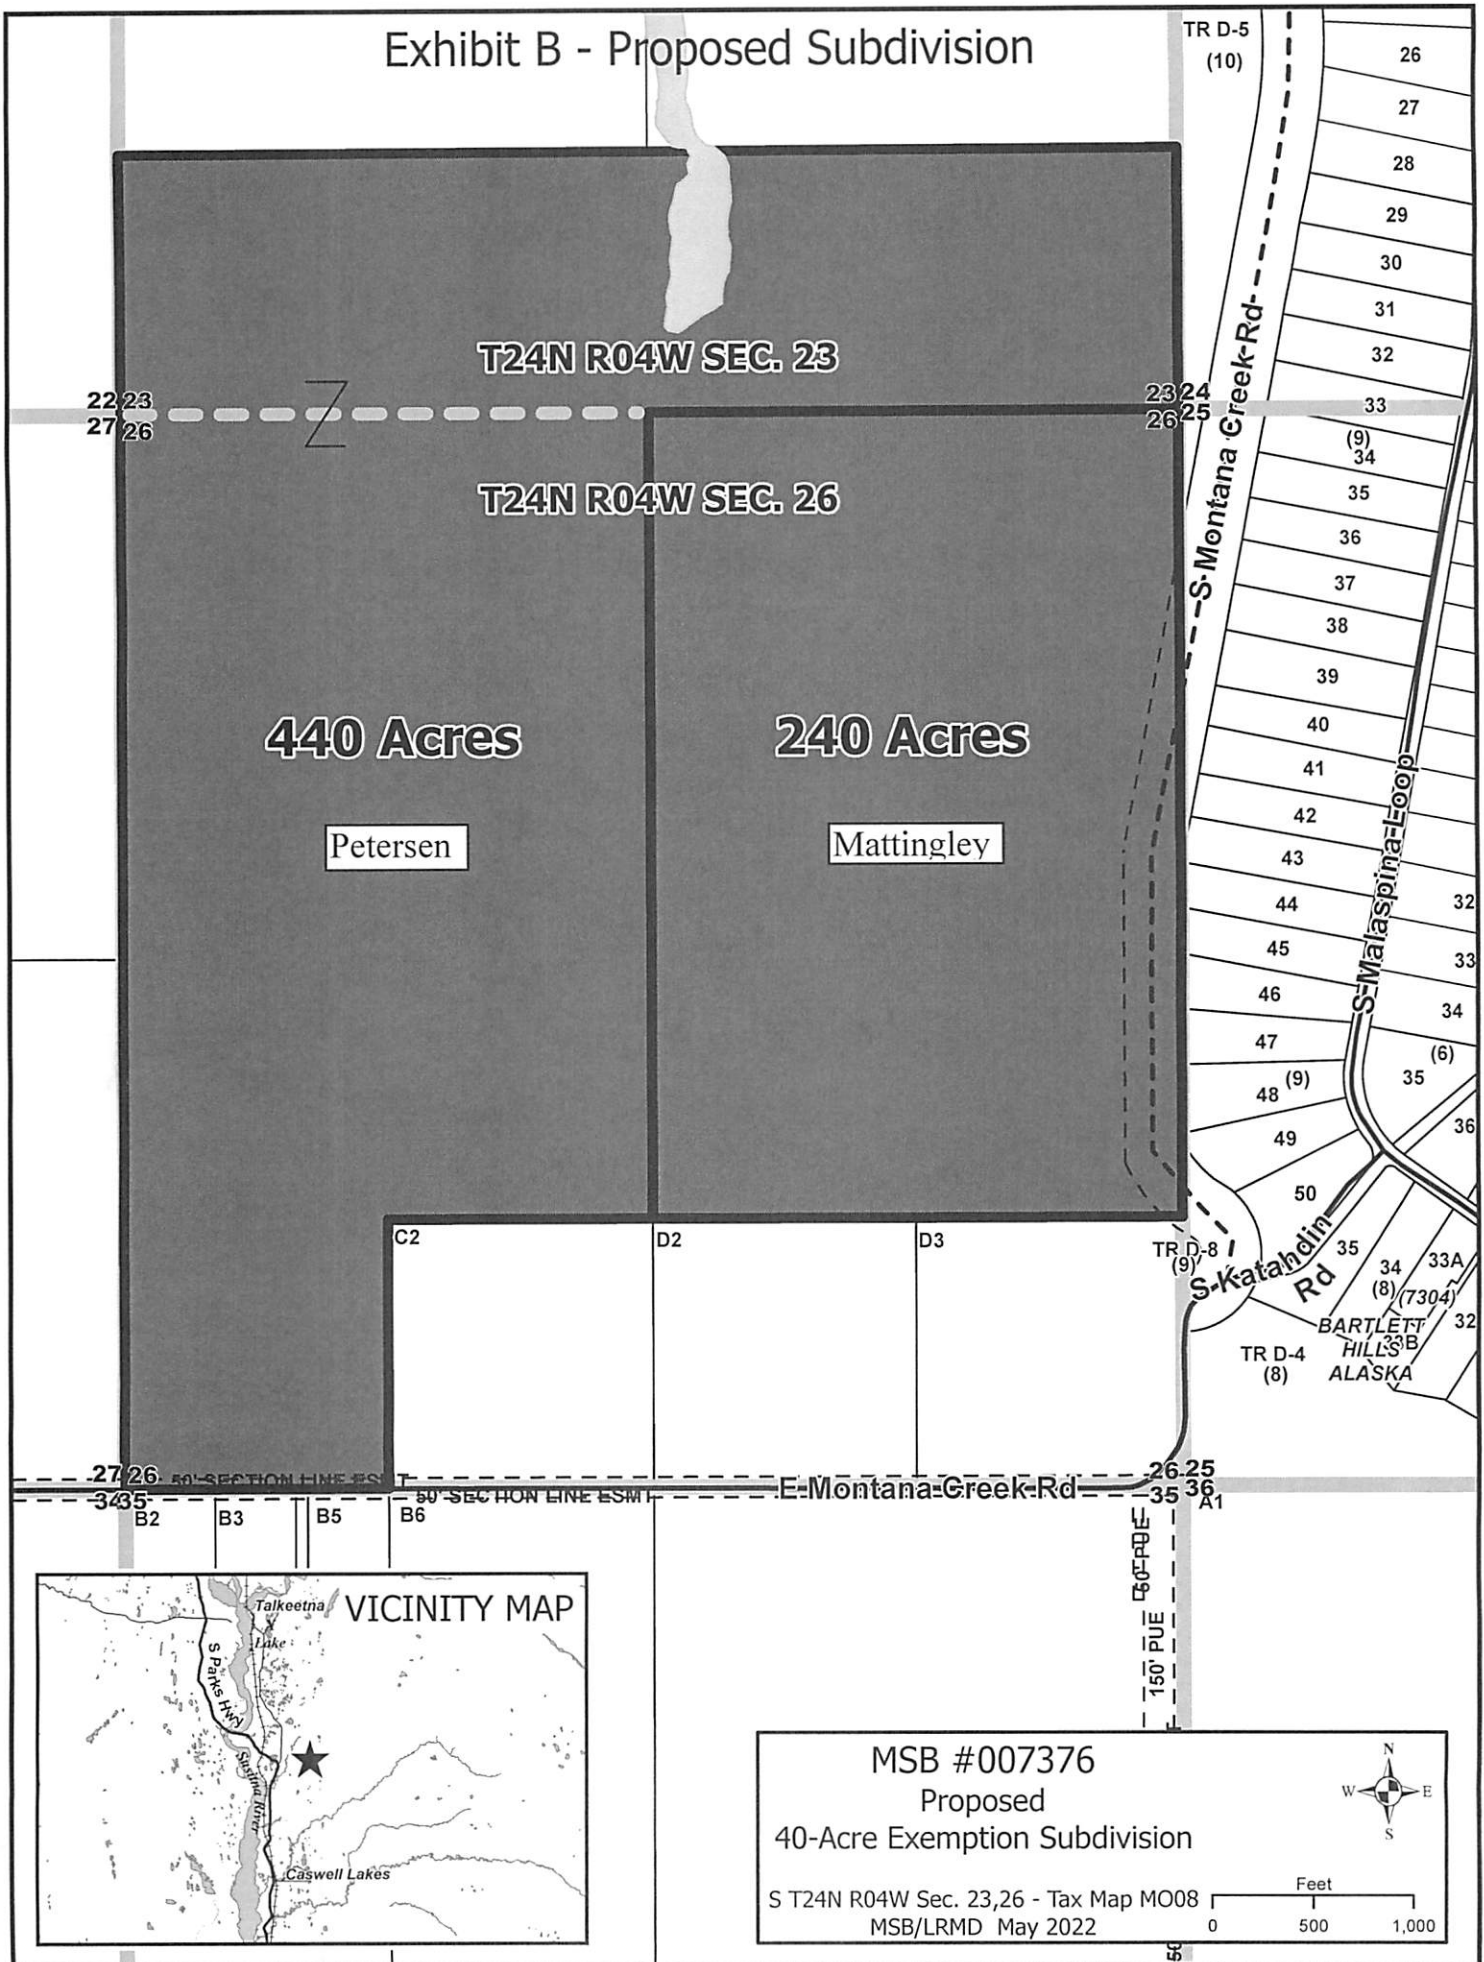 Exhibit B - Proposed Subdivision
TR D-5
(10)
26
27
28
29
30
31
32
33
(9)
34
35
36
37
38
39
40
41
42
43
44
45
46
47
48
(9)
49
50
T24N R04W SEC. 23
22 23
27 26
Z
23 24
26 25
T24N R04W SEC. 26
S Montana Creek Rd
S Malaspina Loop
440 Acres
240 Acres
Petersen
Mattingley
32
33
34
(6)
35
36
C2
D2
D3
TR D-8
(9)
S Katahdin
Rd
35
34
(8)
33A
(7304)
32
BARTLETT
33B
HILLS
ALASKA
TR D-4
(8)
27 26
34 35
50' SECTION LINE ESMT
50' SECTION LINE ESMT
E Montana Creek Rd
26 25
35 36
A1
B2
B3
B5
B6
60' PUE
150' PUE
50
VICINITY MAP
Talkeetna
Y
Lake
S Parks Hwy
Susitna River
Caswell Lakes
MSB #007376
Proposed
40-Acre Exemption Subdivision
S T24N R04W Sec. 23,26 - Tax Map MO08
MSB/LRMD May 2022
N
W E
S
Feet
0 500 1,000